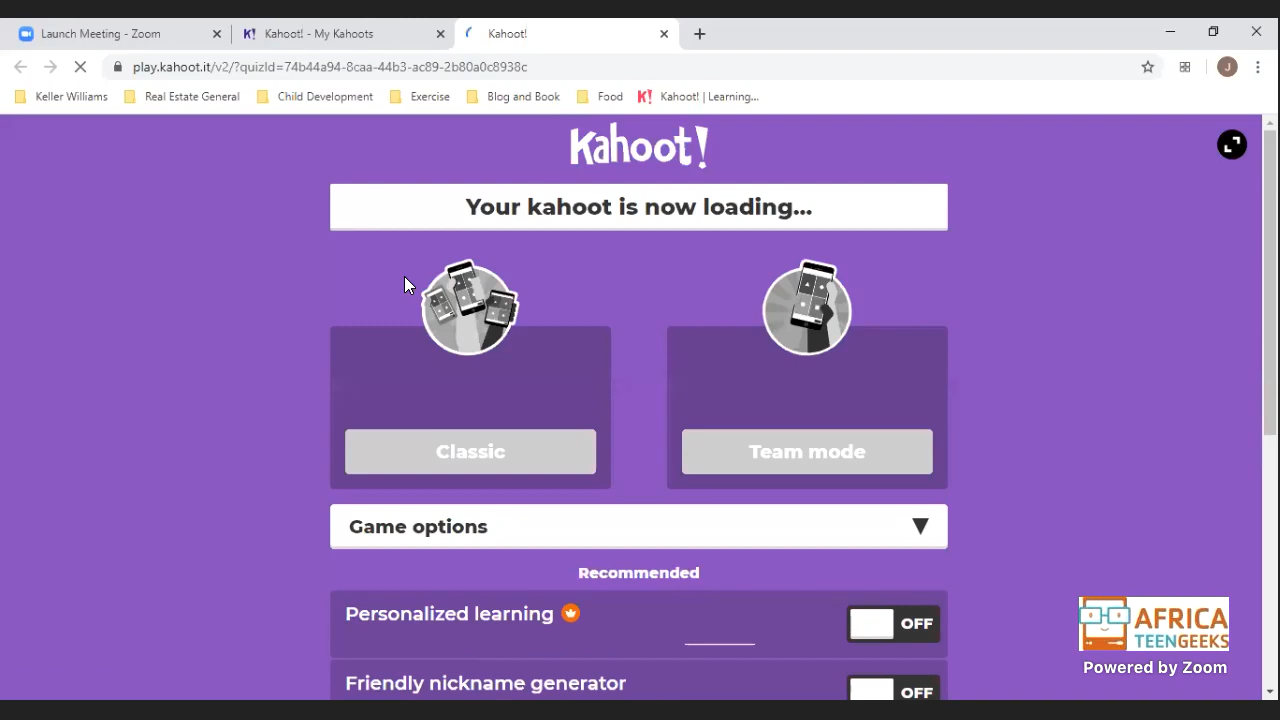 Launch Meeting - Zoom
K! Kahoot! - My Kahoots
Kahoot!
play.kahoot.it/v2/?quizId=74b44a94-8caa-44b3-ac89-2b80a0c8938c
J
Keller Williams
Real Estate General
Child Development
Exercise
Blog and Book
Food
K! Kahoot! | Learning...
Kahoot!
Your kahoot is now loading...
Classic
Team mode
Game options
Recommended
Personalized learning
OFF
Friendly nickname generator
OFF
AFRICA
TEENGEEKS
Powered by Zoom